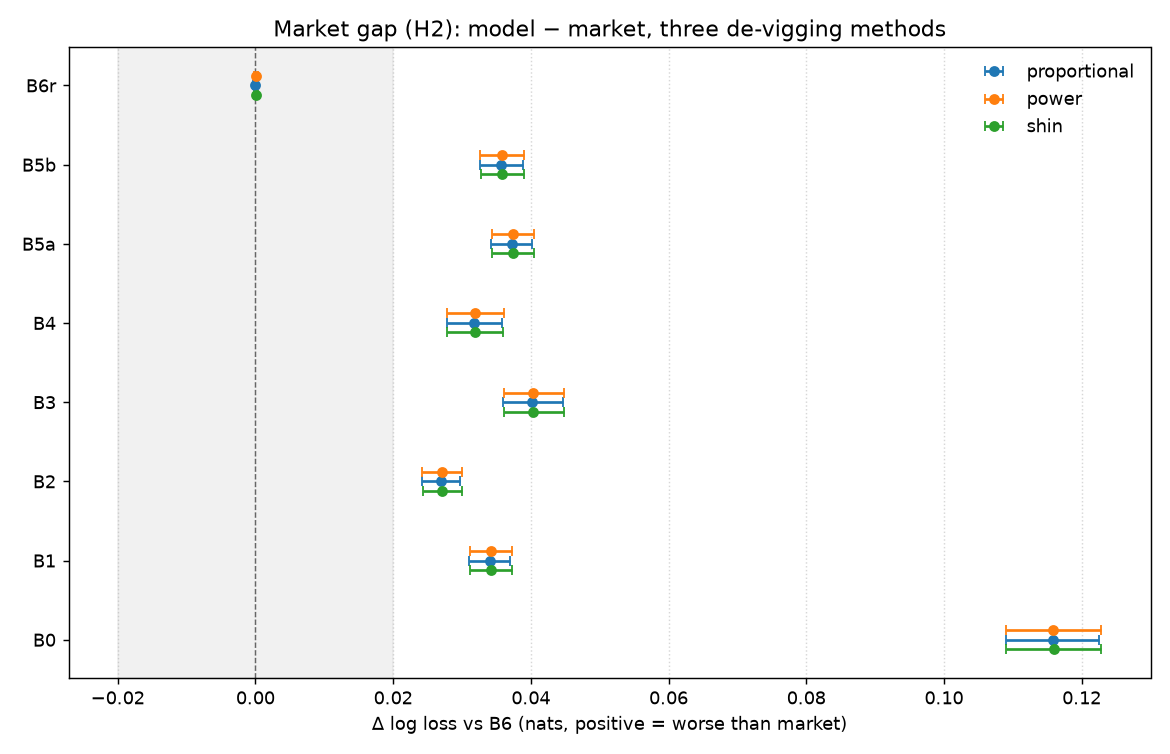 Market gap (H2): model − market, three de-vigging methods
proportional
power
shin
B6r
B5b
B5a
B4
B3
B2
B1
B0
−0.02 0.00 0.02 0.04 0.06 0.08 0.10 0.12
Δ log loss vs B6 (nats, positive = worse than market)